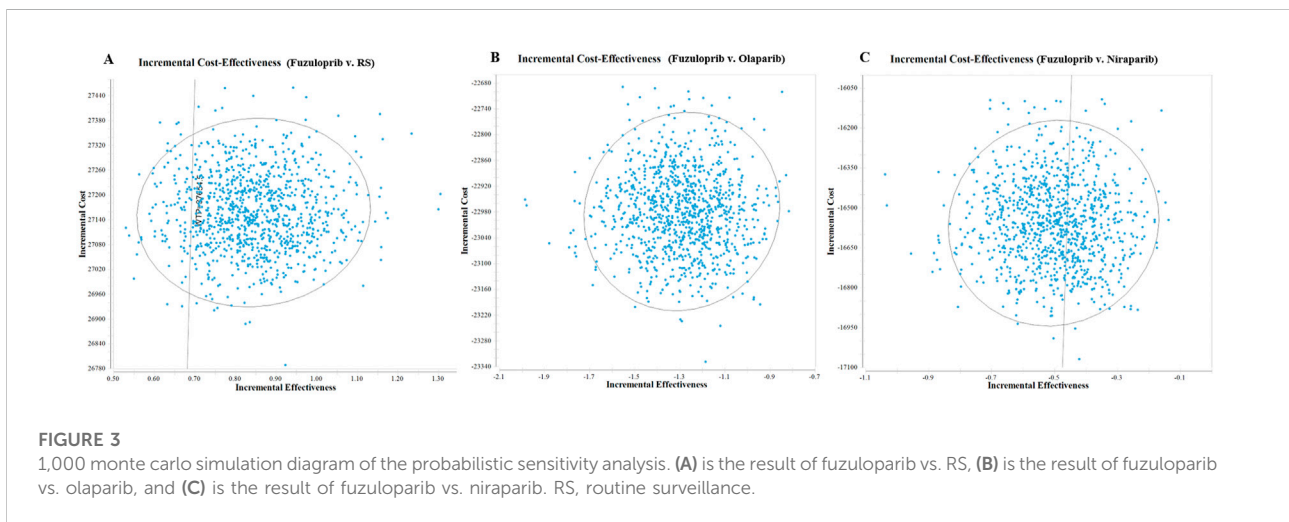 A
Incremental Cost-Effectiveness (Fuzuloprib v. RS)
Incremental Cost
27440
27380
27320
27260
27200
27140
27080
27020
26960
26900
26840
26780
0.50 0.60 0.70 0.80 0.90 1.00 1.10 1.20 1.30
Incremental Effectiveness
B
Incremental Cost-Effectiveness (Fuzuloprib v. Olaparib)
Incremental Cost
-22680
-22740
-22800
-22860
-22920
-22980
-23040
-23100
-23160
-23220
-23280
-23340
-2.1 -1.9 -1.7 -1.5 -1.3 -1.1 -0.9 -0.7
Incremental Effectiveness
C
Incremental Cost-Effectiveness (Fuzuloprib v. Niraparib)
Incremental Cost
-16050
-16200
-16350
-16500
-16650
-16800
-16950
-17100
-1.1 -0.9 -0.7 -0.5 -0.3 -0.1
Incremental Effectiveness
FIGURE 3
1,000 monte carlo simulation diagram of the probabilistic sensitivity analysis. (A) is the result of fuzuloparib vs. RS, (B) is the result of fuzuloparib
vs. olaparib, and (C) is the result of fuzuloparib vs. niraparib. RS, routine surveillance.